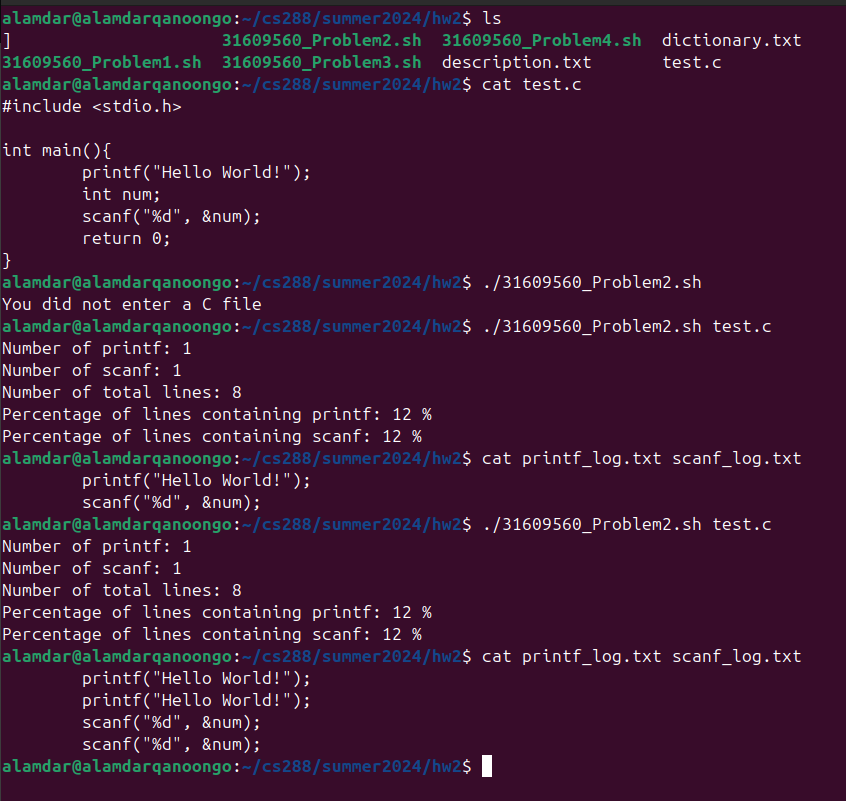 alamdar@alamdarqanoongo:~/cs288/summer2024/hw2$ ls
]                     31609560_Problem2.sh  31609560_Problem4.sh  dictionary.txt
31609560_Problem1.sh  31609560_Problem3.sh  description.txt       test.c
alamdar@alamdarqanoongo:~/cs288/summer2024/hw2$ cat test.c
#include <stdio.h>

int main(){
        printf("Hello World!");
        int num;
        scanf("%d", &num);
        return 0;
}
alamdar@alamdarqanoongo:~/cs288/summer2024/hw2$ ./31609560_Problem2.sh
You did not enter a C file
alamdar@alamdarqanoongo:~/cs288/summer2024/hw2$ ./31609560_Problem2.sh test.c
Number of printf: 1
Number of scanf: 1
Number of total lines: 8
Percentage of lines containing printf: 12 %
Percentage of lines containing scanf: 12 %
alamdar@alamdarqanoongo:~/cs288/summer2024/hw2$ cat printf_log.txt scanf_log.txt
        printf("Hello World!");
        scanf("%d", &num);
alamdar@alamdarqanoongo:~/cs288/summer2024/hw2$ ./31609560_Problem2.sh test.c
Number of printf: 1
Number of scanf: 1
Number of total lines: 8
Percentage of lines containing printf: 12 %
Percentage of lines containing scanf: 12 %
alamdar@alamdarqanoongo:~/cs288/summer2024/hw2$ cat printf_log.txt scanf_log.txt
        printf("Hello World!");
        printf("Hello World!");
        scanf("%d", &num);
        scanf("%d", &num);
alamdar@alamdarqanoongo:~/cs288/summer2024/hw2$